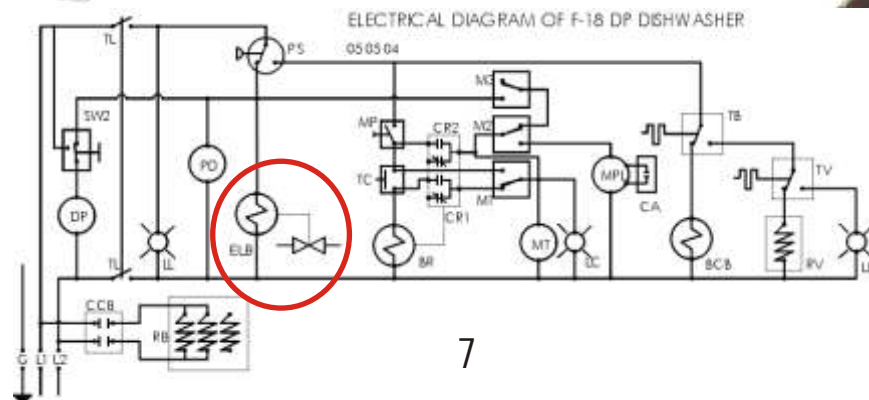 ELECTRICAL DIAGRAM OF F-18 DP DISHWASHER
050504
TL
PS
M3
SW2
MP
CR2
M2
TB
PD
TC
MPL
TV
CA
DP
CR1
M1
ELB
LL
BR
MT
LC
BCB
RV
TL
CCB
RB
G L1 L2
7